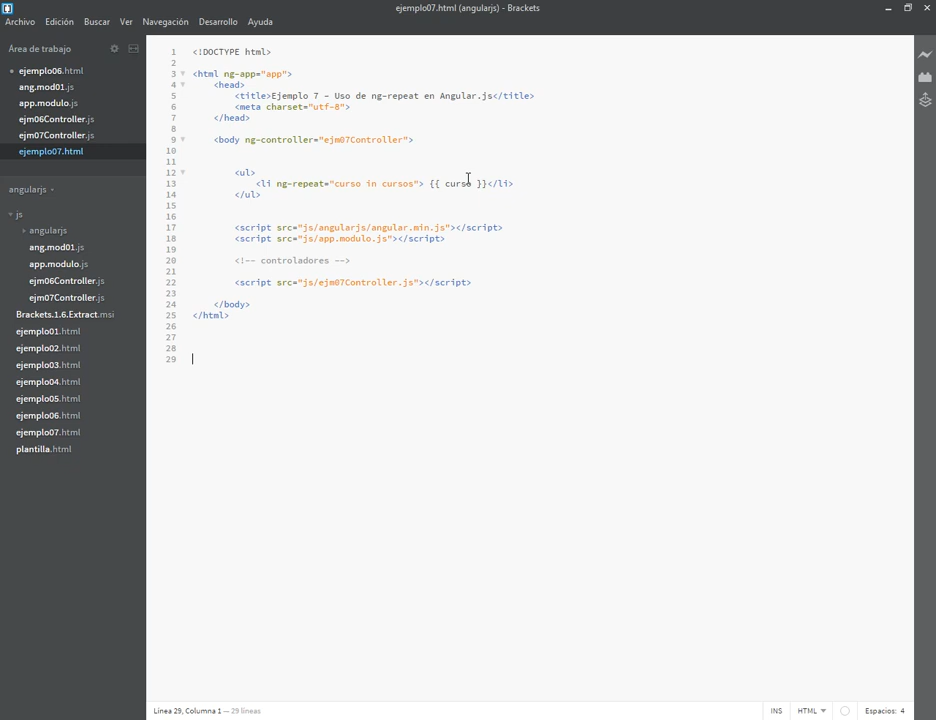 ejemplo07.html (angularjs) - Brackets
Archivo Edición Buscar Ver Navegación Desarrollo Ayuda
Área de trabajo
ejemplo06.html
ang.mod01.js
app.modulo.js
ejm06Controller.js
ejm07Controller.js
ejemplo07.html
angularjs
js
angularjs
ang.mod01.js
app.modulo.js
ejm06Controller.js
ejm07Controller.js
Brackets.1.6.Extract.msi
ejemplo01.html
ejemplo02.html
ejemplo03.html
ejemplo04.html
ejemplo05.html
ejemplo06.html
ejemplo07.html
plantilla.html
1 <!DOCTYPE html>
2
3 <html ng-app="app">
4 <head>
5 <title>Ejemplo 7 - Uso de ng-repeat en Angular.js</title>
6 <meta charset="utf-8">
7 </head>
8
9 <body ng-controller="ejm07Controller">
10
11
12 <ul>
13 <li ng-repeat="curso in cursos"> {{ curso }}</li>
14 </ul>
15
16
17 <script src="js/angularjs/angular.min.js"></script>
18 <script src="js/app.modulo.js"></script>
19
20 <!-- controladores -->
21
22 <script src="js/ejm07Controller.js"></script>
23
24 </body>
25 </html>
26
27
28
29
Línea 29, Columna 1 — 29 líneas INS HTML Espacios: 4